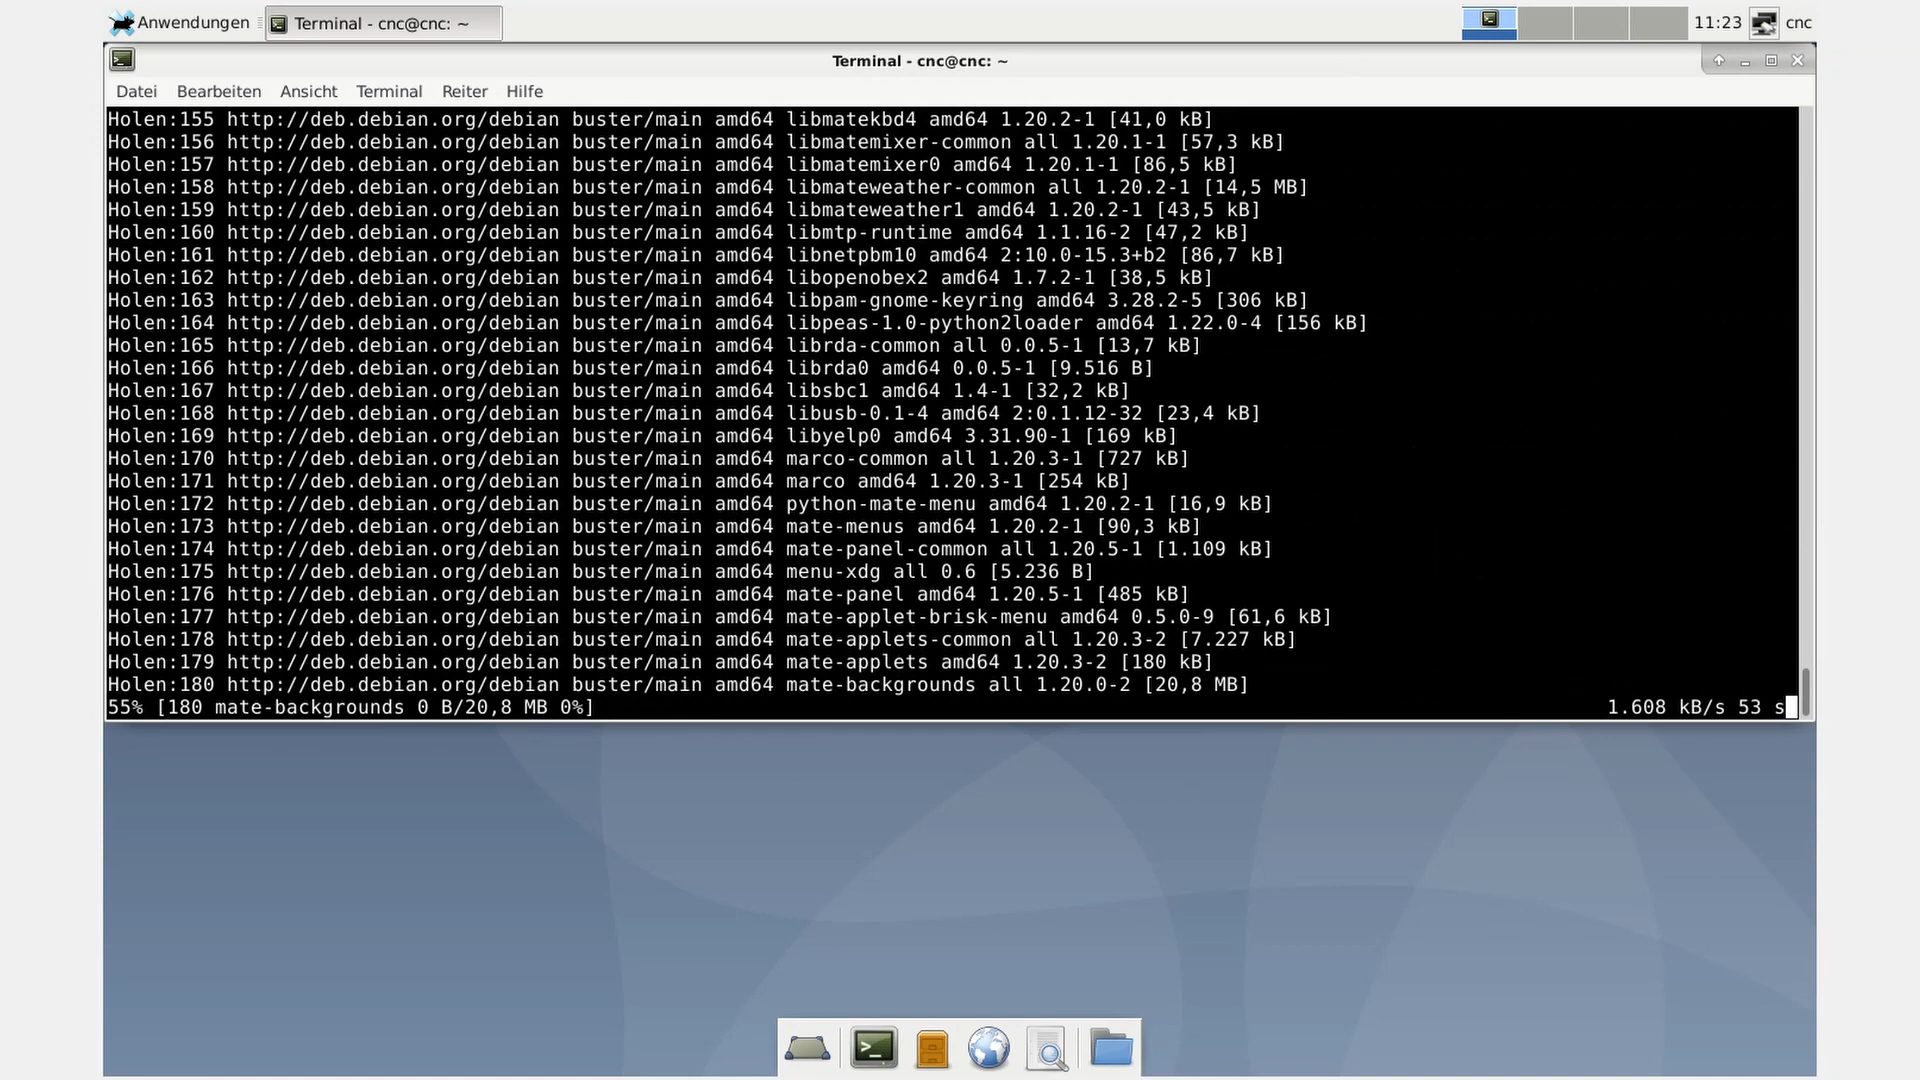 Anwendungen
Terminal - cnc@cnc: ~
11:23
cnc
Terminal - cnc@cnc: ~
Datei Bearbeiten Ansicht Terminal Reiter Hilfe
Holen:155 http://deb.debian.org/debian buster/main amd64 libmatekbd4 amd64 1.20.2-1 [41,0 kB]
Holen:156 http://deb.debian.org/debian buster/main amd64 libmatemixer-common all 1.20.1-1 [57,3 kB]
Holen:157 http://deb.debian.org/debian buster/main amd64 libmatemixer0 amd64 1.20.1-1 [86,5 kB]
Holen:158 http://deb.debian.org/debian buster/main amd64 libmateweather-common all 1.20.2-1 [14,5 MB]
Holen:159 http://deb.debian.org/debian buster/main amd64 libmateweather1 amd64 1.20.2-1 [43,5 kB]
Holen:160 http://deb.debian.org/debian buster/main amd64 libmtp-runtime amd64 1.1.16-2 [47,2 kB]
Holen:161 http://deb.debian.org/debian buster/main amd64 libnetpbm10 amd64 2:10.0-15.3+b2 [86,7 kB]
Holen:162 http://deb.debian.org/debian buster/main amd64 libopenobex2 amd64 1.7.2-1 [38,5 kB]
Holen:163 http://deb.debian.org/debian buster/main amd64 libpam-gnome-keyring amd64 3.28.2-5 [306 kB]
Holen:164 http://deb.debian.org/debian buster/main amd64 libpeas-1.0-python2loader amd64 1.22.0-4 [156 kB]
Holen:165 http://deb.debian.org/debian buster/main amd64 librda-common all 0.0.5-1 [13,7 kB]
Holen:166 http://deb.debian.org/debian buster/main amd64 librda0 amd64 0.0.5-1 [9.516 B]
Holen:167 http://deb.debian.org/debian buster/main amd64 libsbc1 amd64 1.4-1 [32,2 kB]
Holen:168 http://deb.debian.org/debian buster/main amd64 libusb-0.1-4 amd64 2:0.1.12-32 [23,4 kB]
Holen:169 http://deb.debian.org/debian buster/main amd64 libyelp0 amd64 3.31.90-1 [169 kB]
Holen:170 http://deb.debian.org/debian buster/main amd64 marco-common all 1.20.3-1 [727 kB]
Holen:171 http://deb.debian.org/debian buster/main amd64 marco amd64 1.20.3-1 [254 kB]
Holen:172 http://deb.debian.org/debian buster/main amd64 python-mate-menu amd64 1.20.2-1 [16,9 kB]
Holen:173 http://deb.debian.org/debian buster/main amd64 mate-menus amd64 1.20.2-1 [90,3 kB]
Holen:174 http://deb.debian.org/debian buster/main amd64 mate-panel-common all 1.20.5-1 [1.109 kB]
Holen:175 http://deb.debian.org/debian buster/main amd64 menu-xdg all 0.6 [5.236 B]
Holen:176 http://deb.debian.org/debian buster/main amd64 mate-panel amd64 1.20.5-1 [485 kB]
Holen:177 http://deb.debian.org/debian buster/main amd64 mate-applet-brisk-menu amd64 0.5.0-9 [61,6 kB]
Holen:178 http://deb.debian.org/debian buster/main amd64 mate-applets-common all 1.20.3-2 [7.227 kB]
Holen:179 http://deb.debian.org/debian buster/main amd64 mate-applets amd64 1.20.3-2 [180 kB]
Holen:180 http://deb.debian.org/debian buster/main amd64 mate-backgrounds all 1.20.0-2 [20,8 MB]
55% [180 mate-backgrounds 0 B/20,8 MB 0%] 1.608 kB/s 53 s